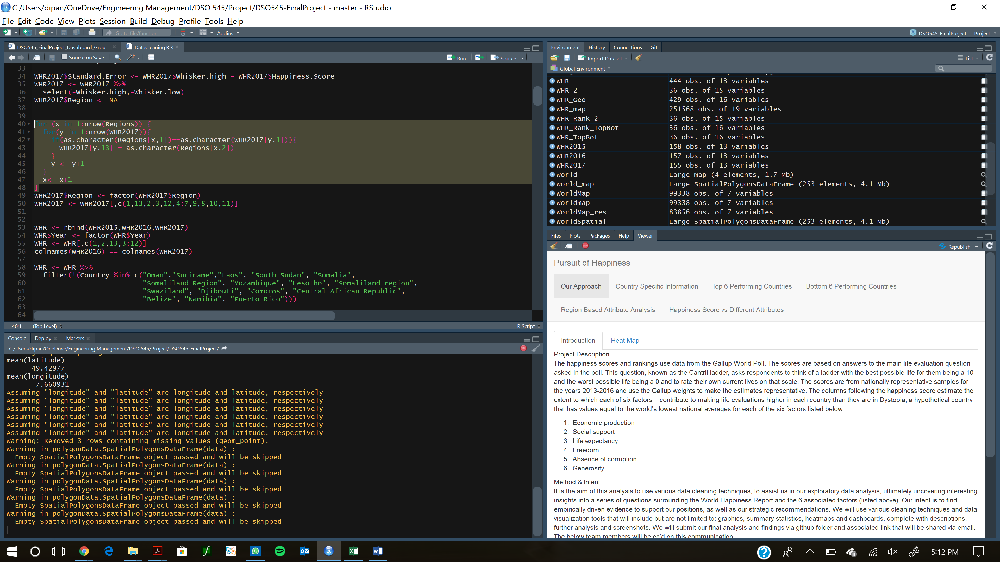 C:/Users/dipan/OneDrive/Engineering Management/DSO 545/Project/DSO545-FinalProject - master - RStudio
File Edit Code View Plots Session Build Debug Profile Tools Help
Go to file/function
Addins
DSO545-FinalProject — Project
DSO545_FinalProject_Dashboard_Grou...
DataCleaning.R.R
Source on Save
Run
Source
33
34 WHR2017$Standard.Error <- WHR2017$Whisker.high - WHR2017$Happiness.Score
35 WHR2017 <- WHR2017 %>%
36 select(-Whisker.high,-Whisker.low)
37 WHR2017$Region <- NA
38
39
40 for (x in 1:nrow(Regions)) {
41 for(y in 1:nrow(WHR2017)){
42 if(as.character(Regions[x,1])==as.character(WHR2017[y,1])){
43 WHR2017[y,13] = as.character(Regions[x,2])
44 }
45 y <- y+1
46 }
47 x<- x+1
48 }
49 WHR2017$Region <- factor(WHR2017$Region)
50 WHR2017 <- WHR2017[,c(1,13,2,3,12,4:7,9,8,10,11)]
51
52
53 WHR <- rbind(WHR2015,WHR2016,WHR2017)
54 WHR$Year <- factor(WHR$Year)
55 WHR <- WHR[,c(1,2,13,3:12)]
56 colnames(WHR2016) == colnames(WHR2017)
57
58 WHR <- WHR %>%
59 filter(!(Country %in% c("Oman","Suriname","Laos", "South Sudan", "Somalia",
60 "Somaliland Region", "Mozambique", "Lesotho", "Somaliland region",
61 "Swaziland", "Djibouti", "Comoros", "Central African Republic",
62 "Belize", "Namibia", "Puerto Rico")))
63
64
40:1 (Top Level) R Script
Console Deploy Markers
C:/Users/dipan/OneDrive/Engineering Management/DSO 545/Project/DSO545-FinalProject/
mean(latitude)
49.42977
mean(longitude)
7.660931
Assuming "longitude" and "latitude" are longitude and latitude, respectively
Assuming "longitude" and "latitude" are longitude and latitude, respectively
Assuming "longitude" and "latitude" are longitude and latitude, respectively
Assuming "longitude" and "latitude" are longitude and latitude, respectively
Assuming "longitude" and "latitude" are longitude and latitude, respectively
Assuming "longitude" and "latitude" are longitude and latitude, respectively
Warning: Removed 3 rows containing missing values (geom_point).
Warning in polygonData.SpatialPolygonsDataFrame(data) :
Empty SpatialPolygonsDataFrame object passed and will be skipped
Warning in polygonData.SpatialPolygonsDataFrame(data) :
Empty SpatialPolygonsDataFrame object passed and will be skipped
Warning in polygonData.SpatialPolygonsDataFrame(data) :
Empty SpatialPolygonsDataFrame object passed and will be skipped
Warning in polygonData.SpatialPolygonsDataFrame(data) :
Empty SpatialPolygonsDataFrame object passed and will be skipped
Warning in polygonData.SpatialPolygonsDataFrame(data) :
Empty SpatialPolygonsDataFrame object passed and will be skipped
Environment History Connections Git
Import Dataset
List
Global Environment
WHR 444 obs. of 13 variables
WHR_2 36 obs. of 15 variables
WHR_Geo 429 obs. of 16 variables
WHR_map 251568 obs. of 19 variables
WHR_Rank_2 36 obs. of 15 variables
WHR_Rank_TopBot 36 obs. of 16 variables
WHR_TopBot 36 obs. of 16 variables
WHR2015 158 obs. of 13 variables
WHR2016 157 obs. of 13 variables
WHR2017 155 obs. of 13 variables
world Large map (4 elements, 1.7 Mb)
world_map Large SpatialPolygonsDataFrame (253 elements, 4.1 Mb)
WorldMap 99338 obs. of 7 variables
Worldmap 99338 obs. of 7 variables
WorldMap_res 83856 obs. of 7 variables
worldSpatial Large SpatialPolygonsDataFrame (253 elements, 4.1 Mb)
Files Plots Packages Help Viewer
STOP
Republish
Pursuit of Happiness
Our Approach Country Specific Information Top 6 Performing Countries Bottom 6 Performing Countries
Region Based Attribute Analysis Happiness Score vs Different Attributes
Introduction Heat Map
Project Description
The happiness scores and rankings use data from the Gallup World Poll. The scores are based on answers to the main life evaluation question
asked in the poll. This question, known as the Cantril ladder, asks respondents to think of a ladder with the best possible life for them being a 10
and the worst possible life being a 0 and to rate their own current lives on that scale. The scores are from nationally representative samples for
the years 2013-2016 and use the Gallup weights to make the estimates representative. The columns following the happiness score estimate the
extent to which each of six factors – contribute to making life evaluations higher in each country than they are in Dystopia, a hypothetical country
that has values equal to the world’s lowest national averages for each of the six factors listed below:
1. Economic production
2. Social support
3. Life expectancy
4. Freedom
5. Absence of corruption
6. Generosity
Method & Intent
It is the aim of this analysis to use various data cleaning techniques, to assist us in our exploratory data analysis, ultimately uncovering interesting
insights into a series of questions surrounding the World Happiness Report and the 6 associated factors (listed above). Our intent is to find
empirically driven evidence to support our positions, as well as our strategic recommendations. We will use various cleaning techniques and data
visualization tools that will include but are not limited to: graphics, summary statistics, heatmaps and dashboards, complete with descriptions,
further analysis and screenshots. We will submit our final analysis and findings via github folder and associated link that will be shared via email.
The below team members will be cc’d on this communication
5:12 PM